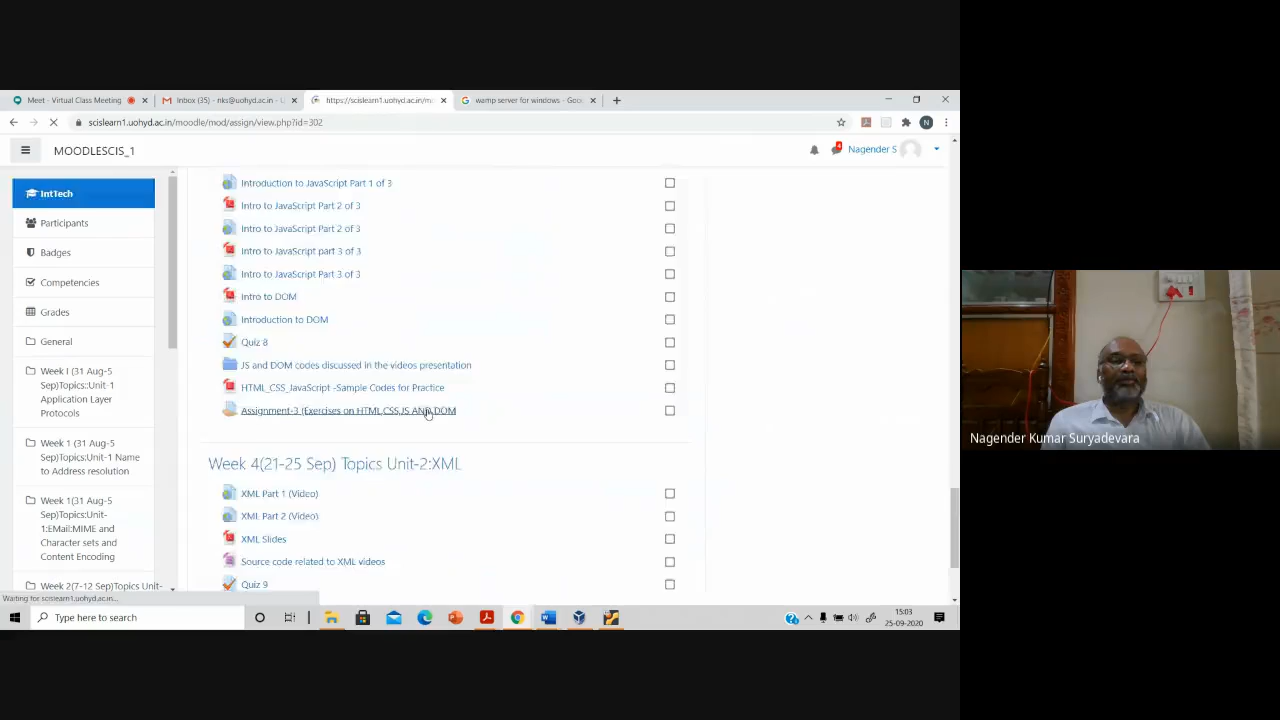 Meet - Virtual Class Meeting
Inbox (35) - nks@uohyd.ac.in - U
https://scislearn1.uohyd.ac.in/m
wamp server for windows - Goo
scislearn1.uohyd.ac.in/moodle/mod/assign/view.php?id=302
N
MOODLESCIS_1
4
Nagender S
IntTech
Participants
Badges
Competencies
Grades
General
Week I (31 Aug-5
Sep)Topics::Unit-1
Application Layer
Protocols
Week 1 (31 Aug-5
Sep)Topic:Unit-1 Name
to Address resolution
Week 1(31 Aug-5
Sep)Topic:Unit-
1:EMail:MIME and
Character sets and
Content Encoding
Week 2(7-12 Sep)Topics Unit-
Introduction to JavaScript Part 1 of 3
Intro to JavaScript Part 2 of 3
Intro to JavaScript Part 2 of 3
Intro to JavaScript part 3 of 3
Intro to JavaScript Part 3 of 3
Intro to DOM
Introduction to DOM
Quiz 8
JS and DOM codes discussed in the videos presentation
HTML_CSS_JavaScript -Sample Codes for Practice
Assignment-3 (Exercises on HTML,CSS,JS AND DOM
Week 4(21-25 Sep) Topics Unit-2:XML
XML Part 1 (Video)
XML Part 2 (Video)
XML Slides
Source code related to XML videos
Quiz 9
Waiting for scislearn1.uohyd.ac.in...
Type here to search
15:03
25-09-2020
Nagender Kumar Suryadevara